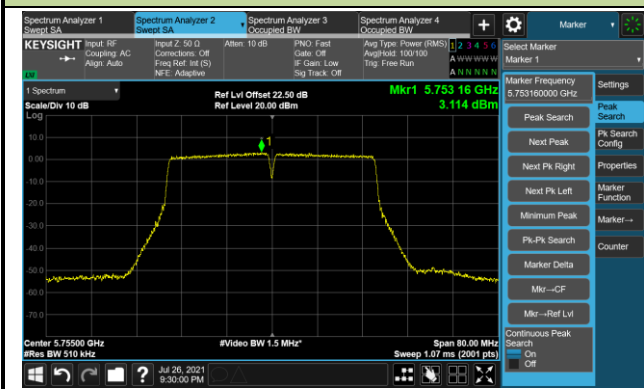 Spectrum Analyzer 1
Swept SA
Spectrum Analyzer 2
Swept SA
Spectrum Analyzer 3
Occupied BW
Spectrum Analyzer 4
Occupied BW
+
Marker
KEYSIGHT
Input: RF
Coupling: AC
Align: Auto
Input Z: 50 Ω
Corrections: Off
Freq Ref: Int (S)
NFE: Adaptive
Atten: 10 dB
PNO: Fast
Gate: Off
IF Gain: Low
Sig Track: Off
Avg Type: Power (RMS)
Avg|Hold: 100/100
Trig: Free Run
1 2 3 4 5 6
A W W W W W
A N N N N N
Select Marker
Marker 1
1 Spectrum
Scale/Div 10 dB
Log
Ref Lvl Offset 22.50 dB
Ref Level 20.00 dBm
Mkr1 5.753 16 GHz
3.114 dBm
1
10.0
0.00
-10.0
-20.0
-30.0
-40.0
-50.0
-60.0
-70.0
Center 5.75500 GHz
#Res BW 510 kHz
#Video BW 1.5 MHz*
Span 80.00 MHz
Sweep 1.07 ms (2001 pts)
Marker Frequency
5.753160000 GHz
Peak Search
Next Peak
Next Pk Right
Next Pk Left
Minimum Peak
Pk-Pk Search
Marker Delta
Mkr→CF
Mkr→Ref Lvl
Continuous Peak
Search
On
Off
Settings
Peak
Search
Pk Search
Config
Properties
Marker
Function
Marker→
Counter
?
Jul 26, 2021
9:30:00 PM